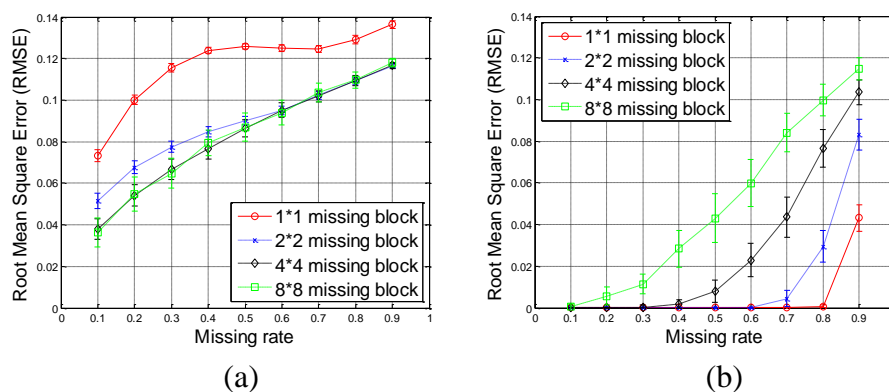 0.14
0.12
0.1
0.08
0.06
0.04
0.02
0
Root Mean Square Error (RMSE)
0 0.1 0.2 0.3 0.4 0.5 0.6 0.7 0.8 0.9 1
Missing rate
1*1 missing block
2*2 missing block
4*4 missing block
8*8 missing block
(a)
0.14
0.12
0.1
0.08
0.06
0.04
0.02
0
Root Mean Square Error (RMSE)
0.1 0.2 0.3 0.4 0.5 0.6 0.7 0.8 0.9
Missing rate
1*1 missing block
2*2 missing block
4*4 missing block
8*8 missing block
(b)